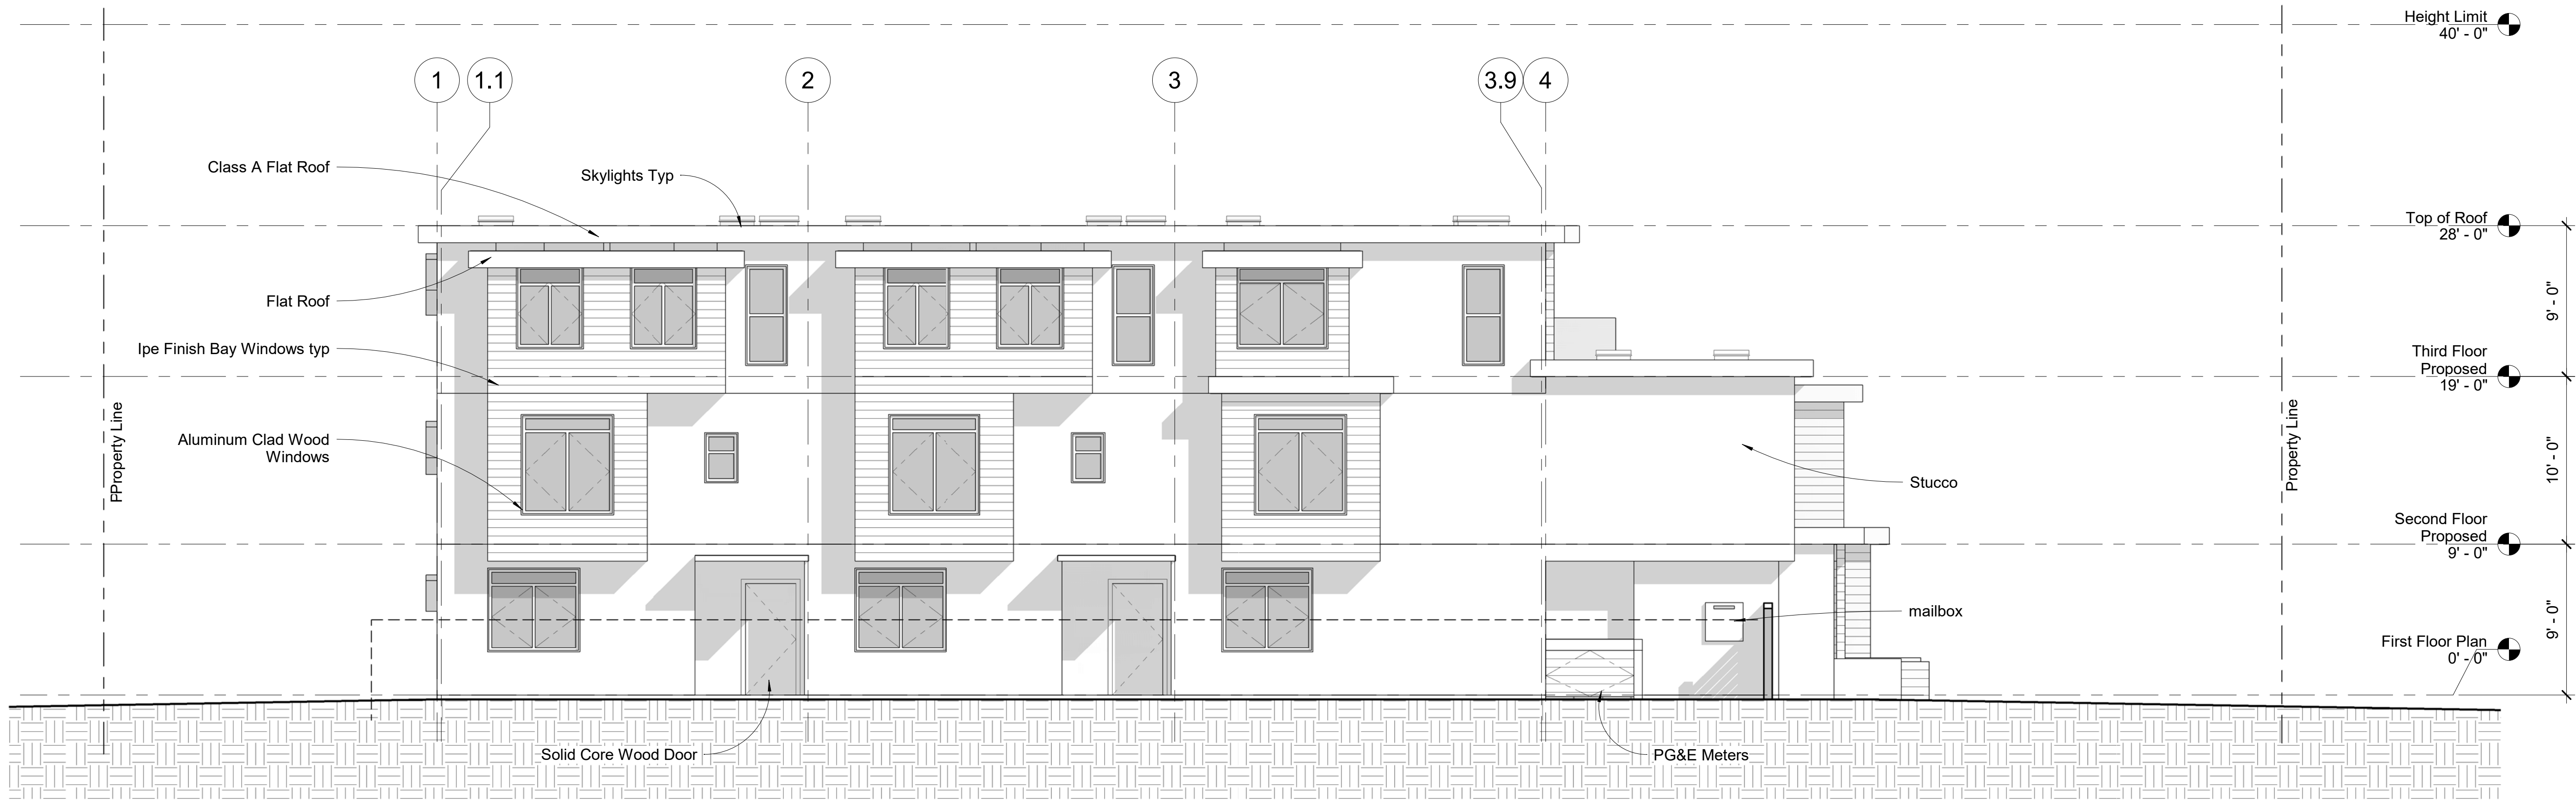 Height Limit
40' - 0"
1
1.1
2
3
3.9
4
Class A Flat Roof
Skylights Typ
Top of Roof
28' - 0"
Flat Roof
9' - 0"
Ipe Finish Bay Windows typ
Third Floor
Proposed
19' - 0"
PProperty Line
Property Line
Aluminum Clad Wood
Windows
Stucco
10' - 0"
Second Floor
Proposed
9' - 0"
mailbox
9' - 0"
First Floor Plan
0' - 0"
Solid Core Wood Door
PG&E Meters